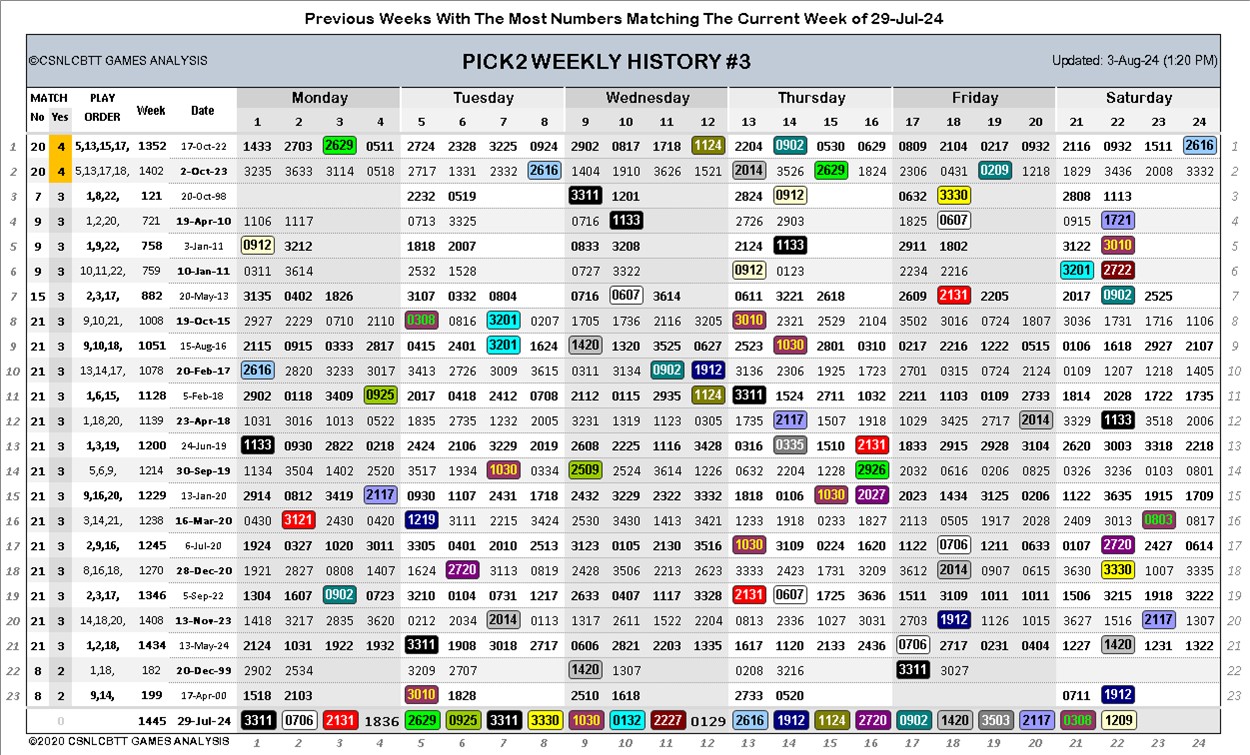 Previous Weeks With The Most Numbers Matching The Current Week of 29-Jul-24
©CSNLCBTT GAMES ANALYSIS PICK2 WEEKLY HISTORY #3 Updated: 3-Aug-24 (1:20 PM)
MATCH PLAY Week Date Monday Tuesday Wednesday Thursday Friday Saturday
No Yes ORDER 1 2 3 4 5 6 7 8 9 10 11 12 13 14 15 16 17 18 19 20 21 22 23 24
1 20 4 5,13,15,17, 1352 17-Oct-22 1433 2703 2629 0511 2724 2328 3225 0924 2902 0817 1718 1124 2204 0902 0530 0629 0809 2104 0217 0932 2116 0932 1511 2616 1
2 20 4 5,13,17,18, 1402 2-Oct-23 3235 3633 3114 0518 2717 1331 2332 2616 1404 1910 3626 1521 2014 3526 2629 1824 2306 0431 0209 1218 1829 3436 2008 3332 2
3 7 3 1,8,22, 121 20-Oct-98 2232 0519 3311 1201 2824 0912 0632 3330 2808 1113 3
4 9 3 1,2,20, 721 19-Apr-10 1106 1117 0713 3325 0716 1133 2726 2903 1825 0607 0915 1721 4
5 9 3 1,9,22, 758 3-Jan-11 0912 3212 1818 2007 0833 3208 2124 1133 2911 1802 3122 3010 5
6 9 3 10,11,22, 759 10-Jan-11 0311 3614 2532 1528 0727 3322 0912 0123 2234 2216 3201 2722 6
7 15 3 2,3,17, 882 20-May-13 3135 0402 1826 3107 0332 0804 0716 0607 3614 0611 3221 2618 2609 2131 2205 2017 0902 2525 7
8 21 3 9,10,21, 1008 19-Oct-15 2927 2229 0710 2110 0308 0816 3201 0207 1705 1736 2116 3205 3010 2321 2529 2104 3502 3016 0724 1807 3036 1731 1716 1106 8
9 21 3 9,10,18, 1051 15-Aug-16 2115 0915 0333 2817 0415 2401 3201 1624 1420 1320 3525 0627 2523 1030 2801 0310 0217 2216 1222 0515 0106 1618 2927 2107 9
10 21 3 13,14,17, 1078 20-Feb-17 2616 2820 3233 3017 3413 2726 3009 3615 0311 3134 0902 1912 3136 2306 1925 1723 2701 0315 0724 2124 0109 1207 1218 1405 10
11 21 3 1,6,15, 1128 5-Feb-18 2902 0118 3409 0925 2017 0418 2412 0708 2112 0115 2935 1124 3311 1524 2711 1032 2211 1103 0109 2733 1814 2028 1722 1735 11
12 21 3 1,18,20, 1139 23-Apr-18 1031 3016 1013 0522 1835 2735 1232 2005 3231 1319 1123 0305 1735 2117 1507 1918 1029 3425 2717 2014 3329 1133 3518 2006 12
13 21 3 1,3,19, 1200 24-Jun-19 1133 0930 2822 0218 2424 2106 3229 2019 2608 2225 1116 3428 0316 0335 1510 2131 1833 2915 2928 3104 2620 3003 3318 2218 13
14 21 3 5,6,9, 1214 30-Sep-19 1134 3504 1402 2520 3517 1934 1030 0334 2509 2524 3614 1226 0632 2204 1228 2926 2032 0616 0206 0825 0326 3236 0103 0801 14
15 21 3 9,16,20, 1229 13-Jan-20 2914 0812 3419 2117 0930 1107 2431 1718 2432 3229 2322 3332 1818 0106 1030 2027 2023 1434 3125 0206 1122 3635 1915 1709 15
16 21 3 3,14,21, 1238 16-Mar-20 0430 3121 2430 0420 1219 3111 2215 3424 2530 3430 1413 3421 1233 1918 0233 1827 2113 0505 1917 2028 2409 3013 0803 0817 16
17 21 3 2,9,16, 1245 6-Jul-20 1924 0327 1020 3011 3305 0401 2010 2513 3123 0105 2130 3516 1030 3109 0224 1620 1122 0706 1211 0633 0107 2720 2427 0614 17
18 21 3 8,16,18, 1270 28-Dec-20 1921 2827 0808 1407 1624 2720 3113 0819 2428 3506 2213 2623 3333 2423 1731 3209 3612 2014 0907 0615 3630 3330 1007 3335 18
19 21 3 2,3,17, 1346 5-Sep-22 1304 1607 0902 0723 3210 0104 0731 1217 2633 0407 1117 3328 2131 0607 1725 3636 1511 3109 1011 1011 1506 3215 1918 3222 19
20 21 3 14,18,20, 1408 13-Nov-23 1418 3217 2835 3620 0212 2034 2014 0113 1317 2611 1522 2204 0813 2336 1026 3031 2703 1912 1126 1015 3627 1516 2117 1307 20
21 21 3 1,2,18, 1434 13-May-24 2124 1031 1922 1932 3311 1908 3018 2717 0606 2821 2203 1335 1617 1120 2133 2436 0706 2717 0231 0404 1227 1420 1231 1322 21
22 8 2 1,18, 182 20-Dec-99 2902 2534 3209 2707 1420 1307 0208 3216 3311 3027 22
23 8 2 9,14, 199 17-Apr-00 1518 2103 3010 1828 2510 1618 2733 0520 0711 1912 23
0 1445 29-Jul-24 3311 0706 2131 1836 2629 0925 3311 3330 1030 0132 2227 0129 2616 1912 1124 2720 0902 1420 3503 2117 0308 1209
©2020 CSNLCBTT GAMES ANALYSIS 1 2 3 4 5 6 7 8 9 10 11 12 13 14 15 16 17 18 19 20 21 22 23 24